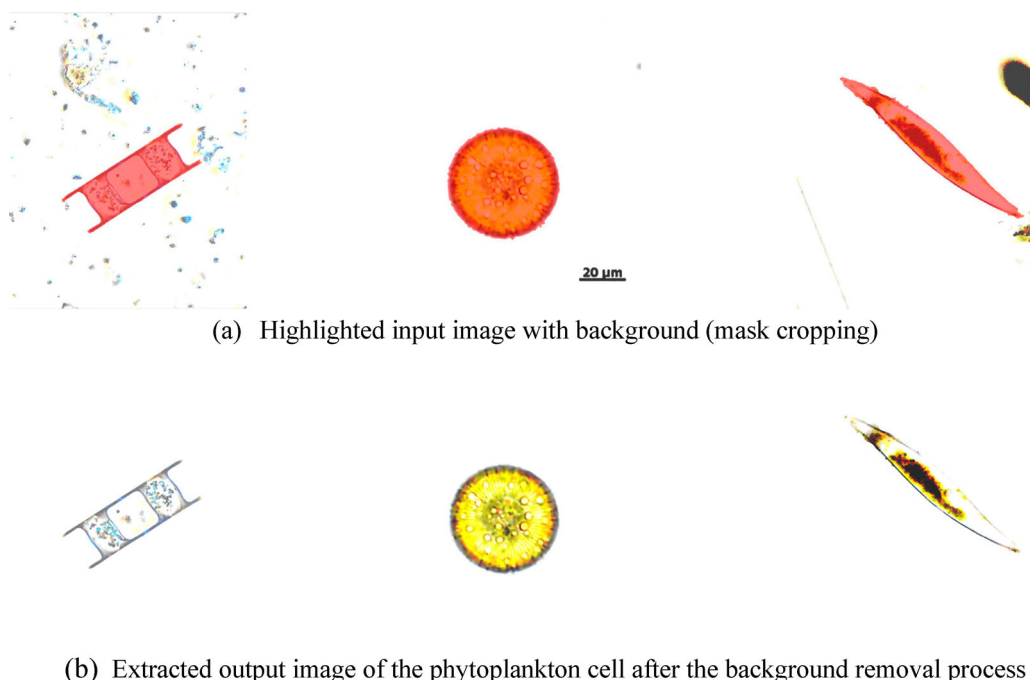 20 µm
(a) Highlighted input image with background (mask cropping)
(b) Extracted output image of the phytoplankton cell after the background removal process